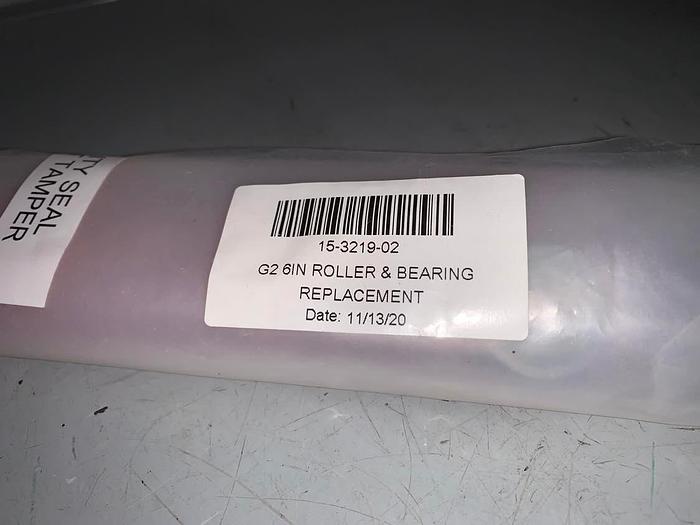 TY SEAL
TAMPER
15-3219-02
G2 6IN ROLLER & BEARING
REPLACEMENT
Date: 11/13/20